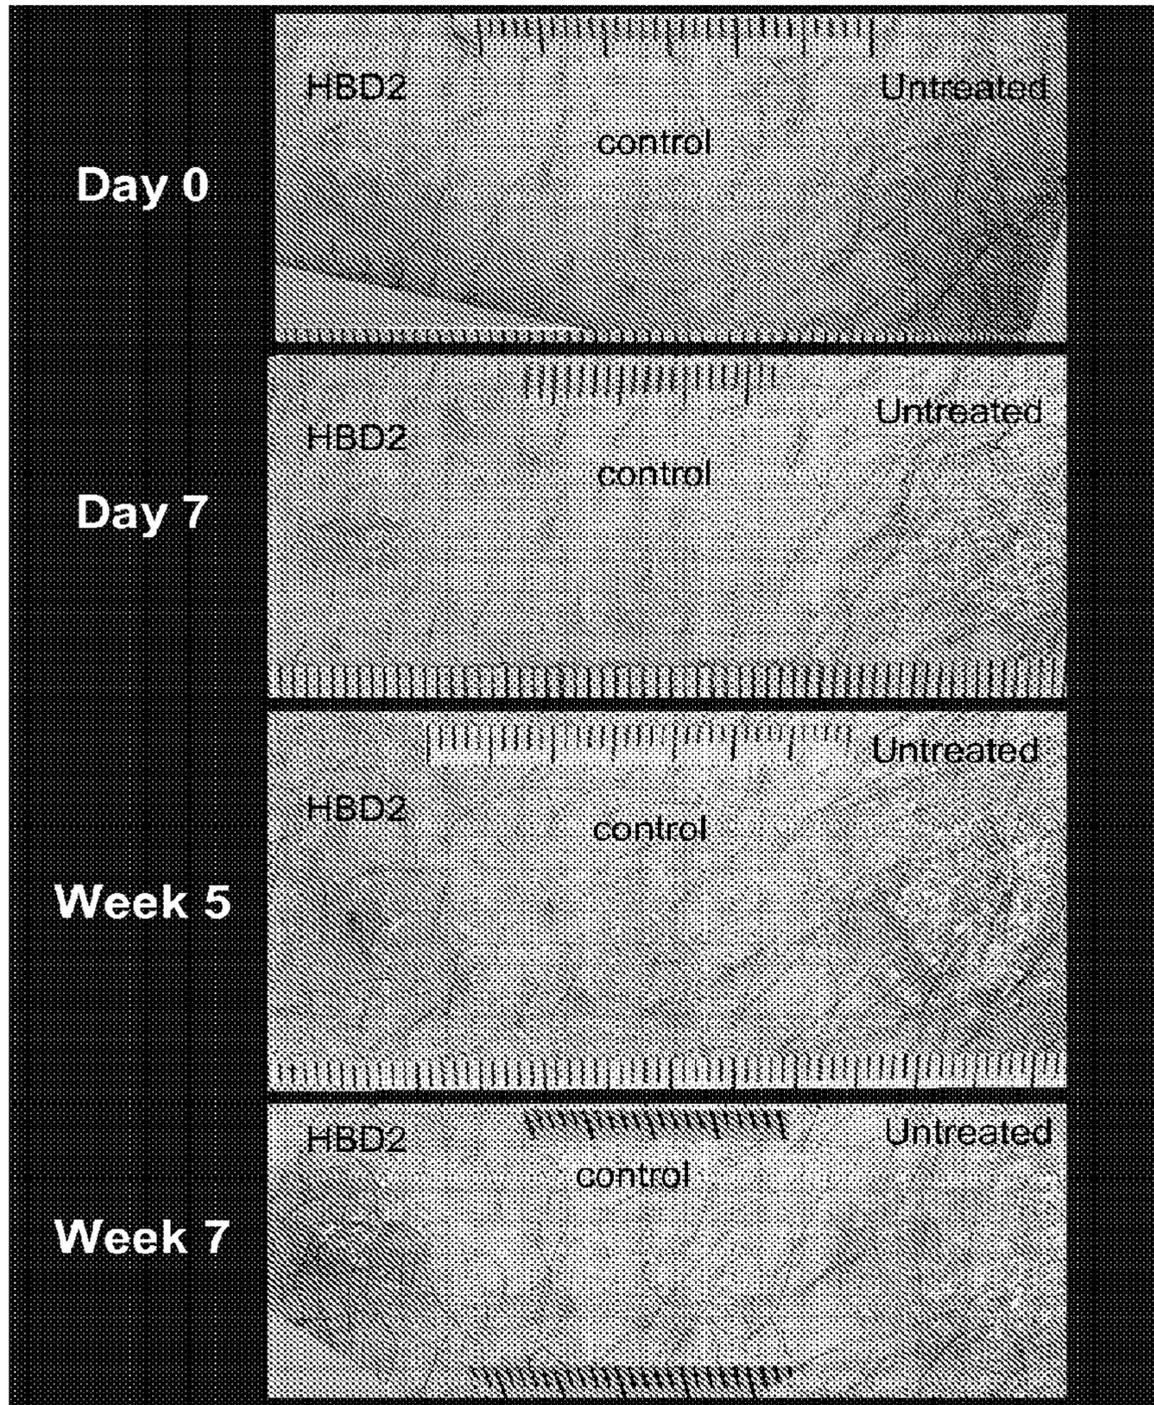 HBD2
Untreated
control
Day 0
HBD2
Untreated
control
Day 7
Untreated
HBD2
control
Week 5
HBD2
Untreated
control
Week 7